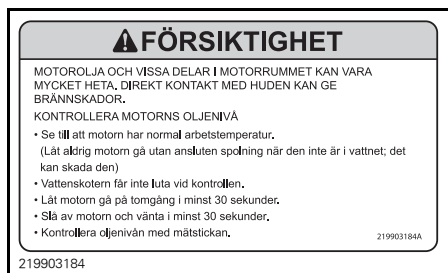 FÖRSIKTIGHET
MOTOROLJA OCH VISSA DELAR I MOTORRUMMET KAN VARA
MYCKET HETA. DIREKT KONTAKT MED HUDEN KAN GE
BRÄNNSKADOR.
KONTROLLERA MOTORNS OLJENIVÅ
• Se till att motorn har normal arbetstemperatur.
(Låt aldrig motorn gå utan ansluten spolning när den inte är i vattnet; det
kan skada den)
• Vattenskotern får inte luta vid kontrollen.
• Låt motorn gå på tomgång i minst 30 sekunder.
• Slå av motorn och vänta i minst 30 sekunder.
• Kontrollera oljenivån med mätstickan.
219903184A
219903184